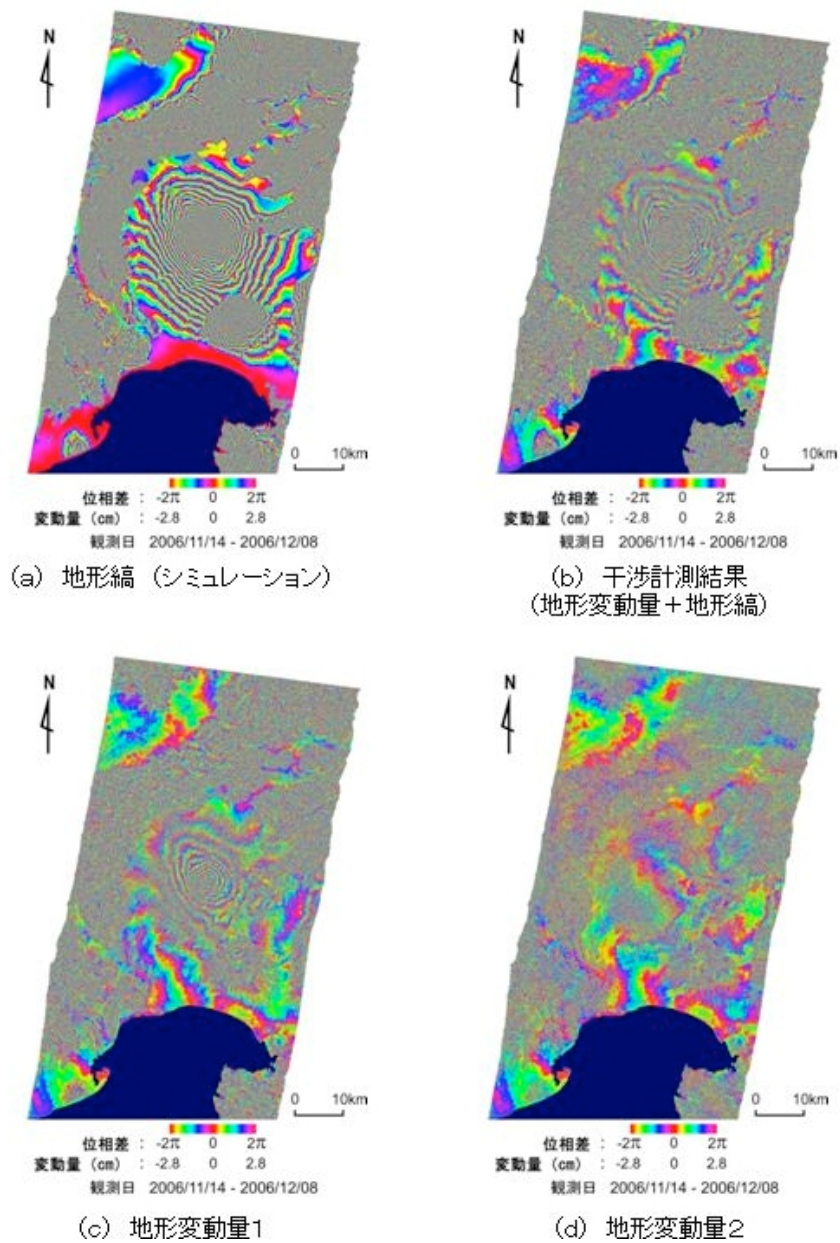 N
0 10km
位相差 : -2π 0 2π
変動量(cm) : -2.8 0 2.8
観測日 2006/11/14 - 2006/12/08
(a) 地形縞 (シミュレーション)
N
0 10km
位相差 : -2π 0 2π
変動量(cm) : -2.8 0 2.8
観測日 2006/11/14 - 2006/12/08
(b) 干渉計測結果
(地形変動量+地形縞)
N
0 10km
位相差 : -2π 0 2π
変動量(cm) : -2.8 0 2.8
観測日 2006/11/14 - 2006/12/08
(c) 地形変動量1
N
0 10km
位相差 : -2π 0 2π
変動量(cm) : -2.8 0 2.8
観測日 2006/11/14 - 2006/12/08
(d) 地形変動量2